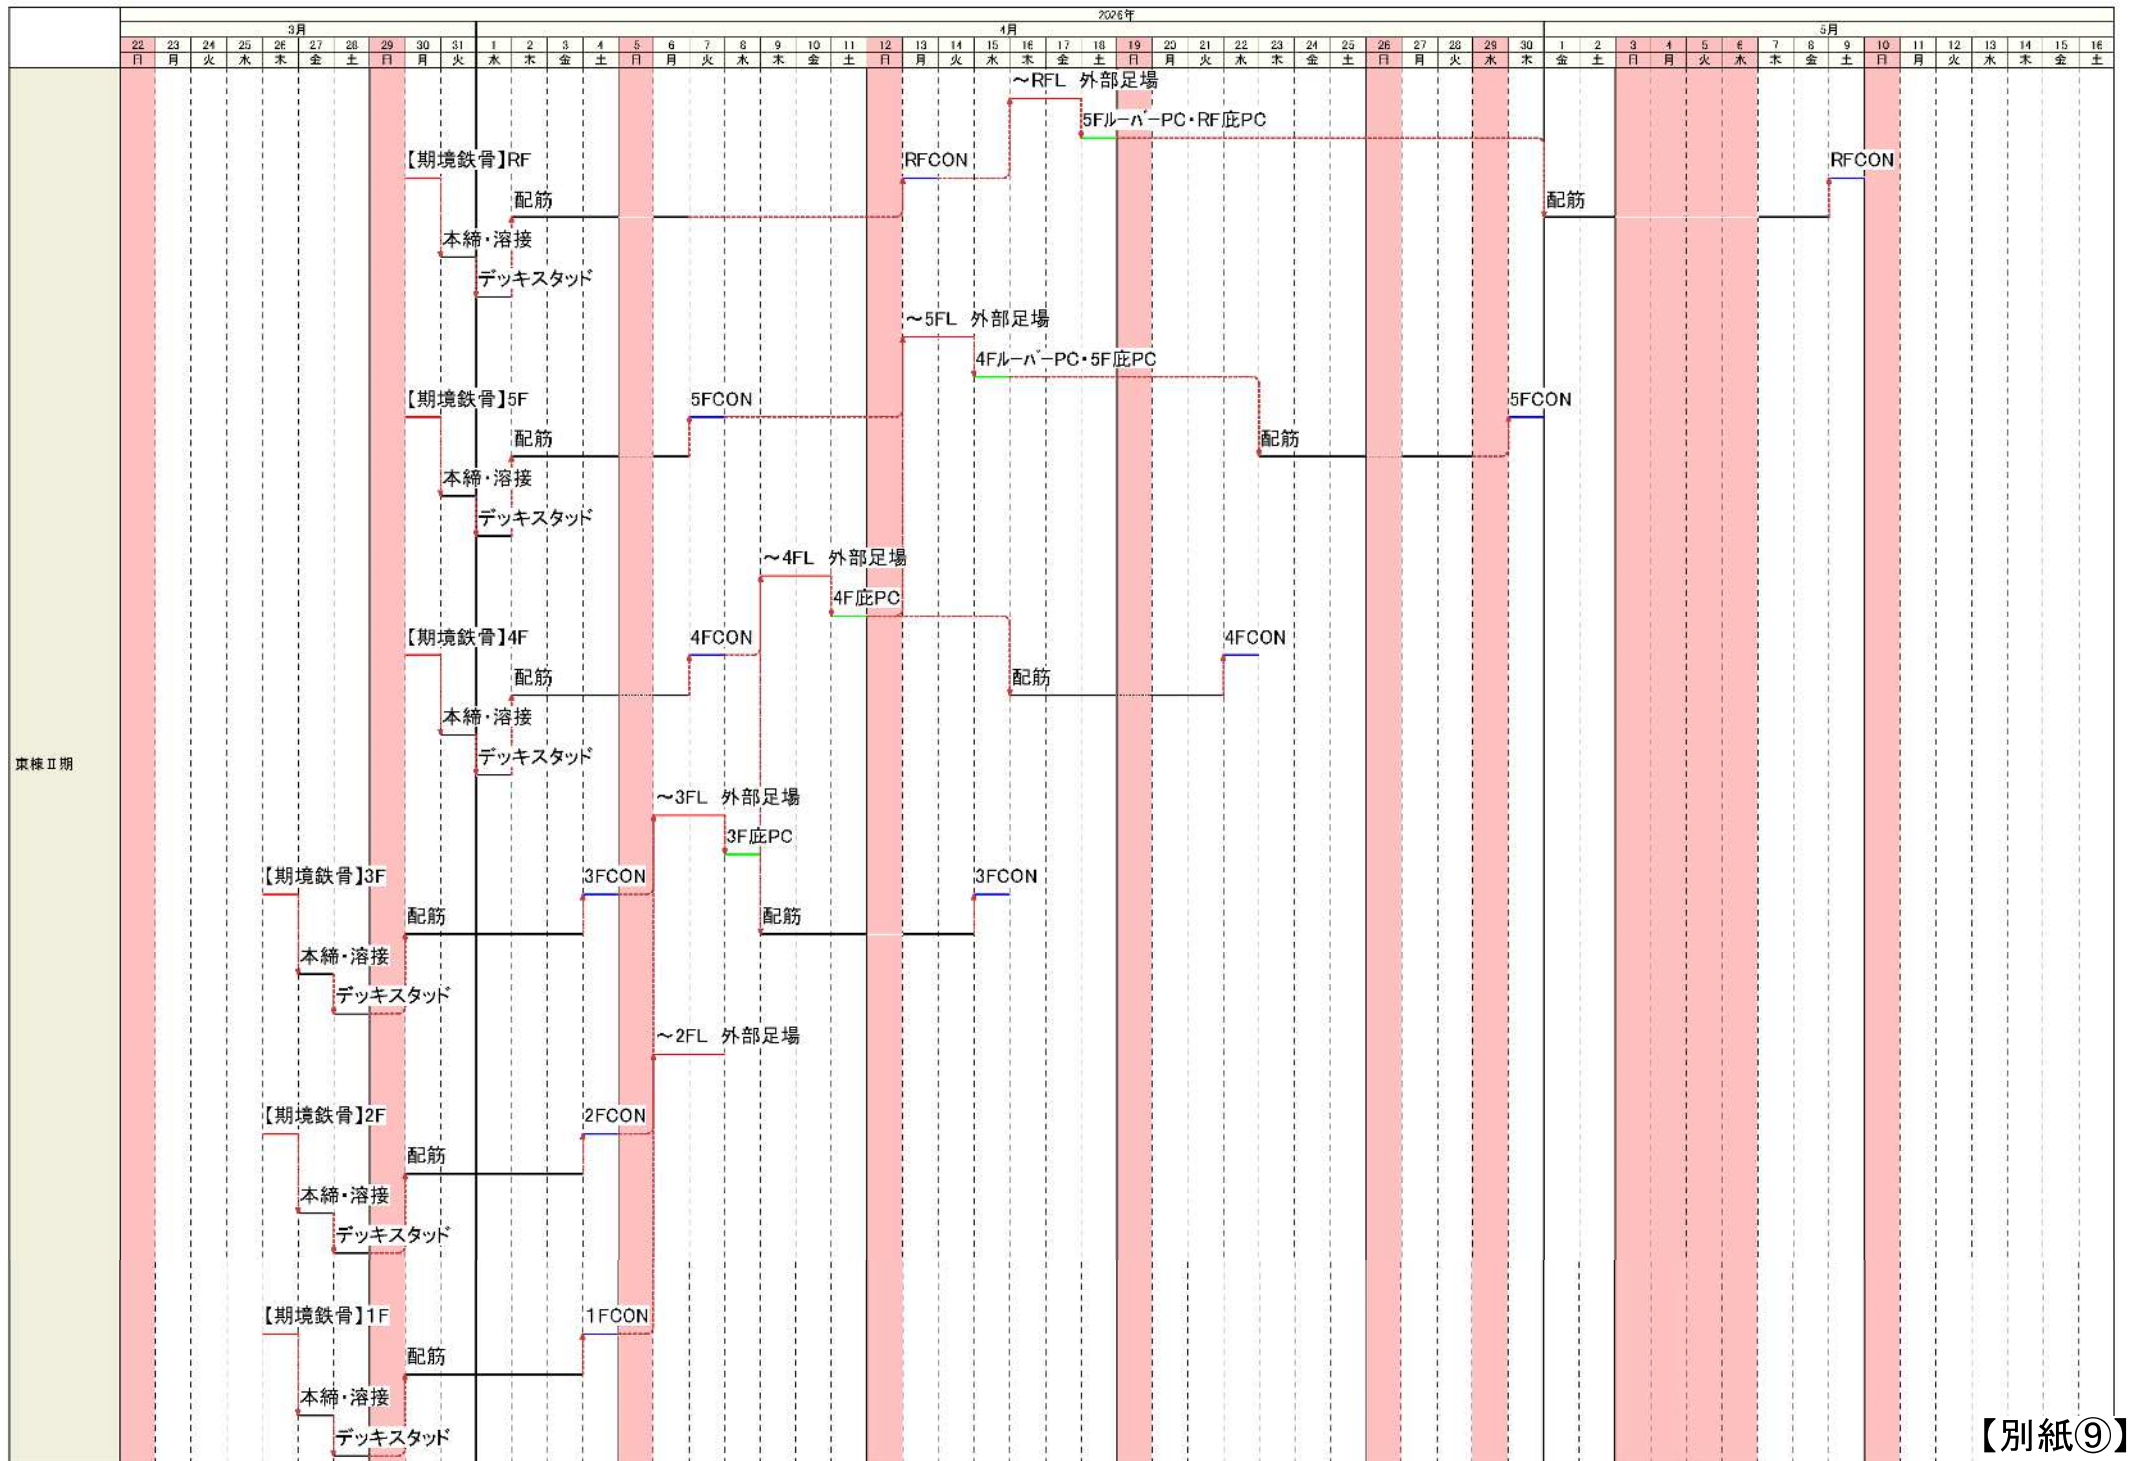 2026年
3月 4月 5月
22 23 24 25 26 27 28 29 30 31 1 2 3 4 5 6 7 8 9 10 11 12 13 14 15 16 17 18 19 20 21 22 23 24 25 26 27 28 29 30 1 2 3 4 5 6 7 8 9 10 11 12 13 14 15 16
日 月 火 水 木 金 土 日 月 火 水 木 金 土 日 月 火 水 木 金 土 日 月 火 水 木 金 土 日 月 火 水 木 金 土 日 月 火 水 木 金 土 日 月 火 水 木 金 土 日 月 火 水 木 金 土
～RFL 外部足場
5FルーバーPC・RF庇PC
【期境鉄骨】RF RFCON RFCON
配筋 配筋
本締・溶接
デッキスタッド
～5FL 外部足場
4FルーバーPC・5F庇PC
【期境鉄骨】5F 5FCON 5FCON
配筋 配筋
本締・溶接
デッキスタッド
～4FL 外部足場
4F庇PC
【期境鉄骨】4F 4FCON 4FCON
配筋 配筋
本締・溶接
デッキスタッド
東棟Ⅱ期
～3FL 外部足場
3F庇PC
【期境鉄骨】3F 3FCON 3FCON
配筋 配筋
本締・溶接
デッキスタッド
～2FL 外部足場
【期境鉄骨】2F 2FCON
配筋
本締・溶接
デッキスタッド
【期境鉄骨】1F 1FCON
配筋
本締・溶接
デッキスタッド
【別紙⑨】